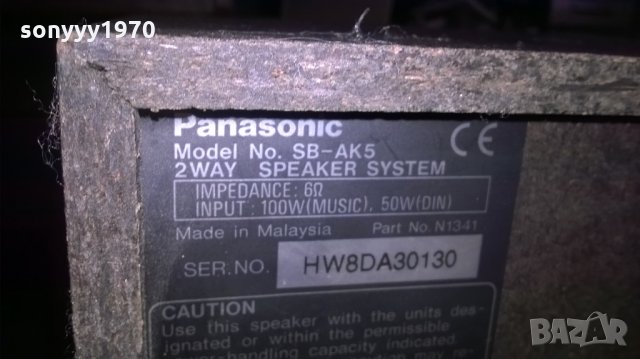 sonyyy1970
Panasonic
Model No. SB-AK5
2WAY SPEAKER SYSTEM
IMPEDANCE: 6Ω
INPUT : 100W(MUSIC), 50W(DIN)
Made in Malaysia Part No N1341
SER.NO. HW8DA30130
CAUTION
Use this speaker with the units des-
ignated or within the permissible
capacity indicated.
BAZAR
bg